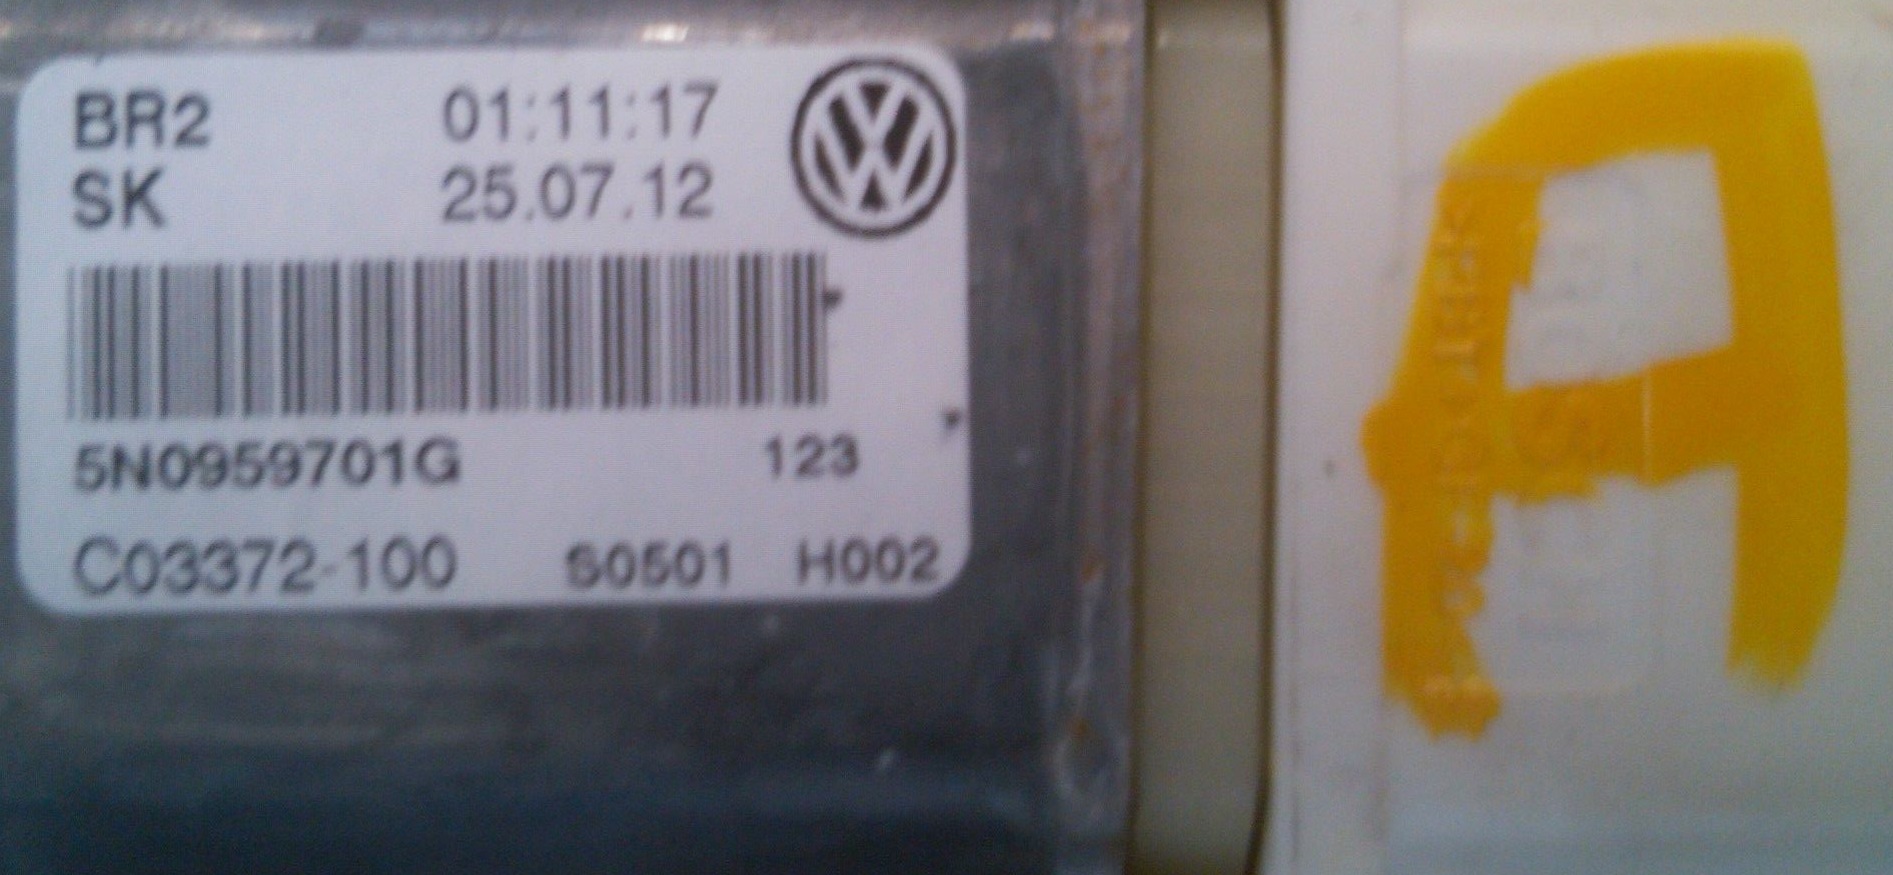 BR2 01:11:17
SK 25.07.12
5N0959701G 123
C03372-100 S0501 H002
A